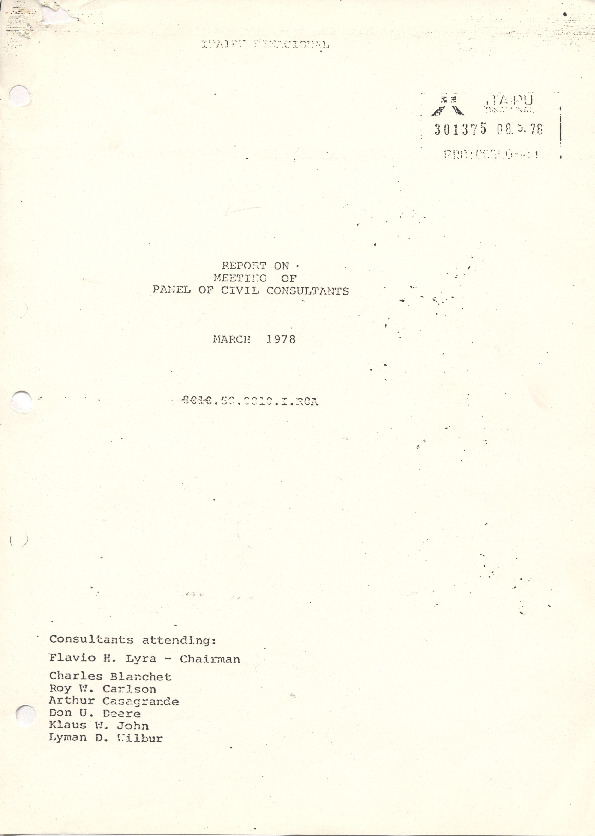 ITAIPU BINACIONAL
ITAIPU
301375 08.5.78
REPORT ON
MEETING OF
PANEL OF CIVIL CONSULTANTS
MARCH 1978
Consultants attending:
Flavio H. Lyra - Chairman
Charles Blanchet
Roy W. Carlson
Arthur Casagrande
Don U. Deere
Klaus W. John
Lyman D. Wilbur